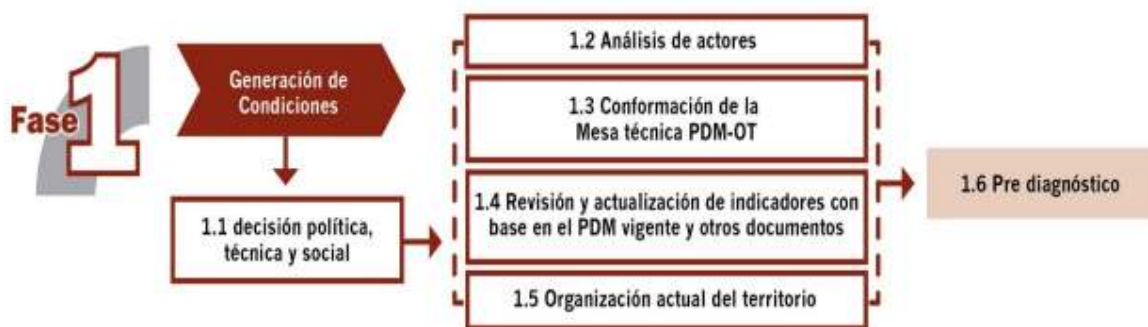 Fase 1
Generación de
Condiciones
1.1 decisión política,
técnica y social
1.2 Análisis de actores
1.3 Conformación de la
Mesa técnica PDM-OT
1.4 Revisión y actualización de indicadores con
base en el PDM vigente y otros documentos
1.5 Organización actual del territorio
1.6 Pre diagnóstico